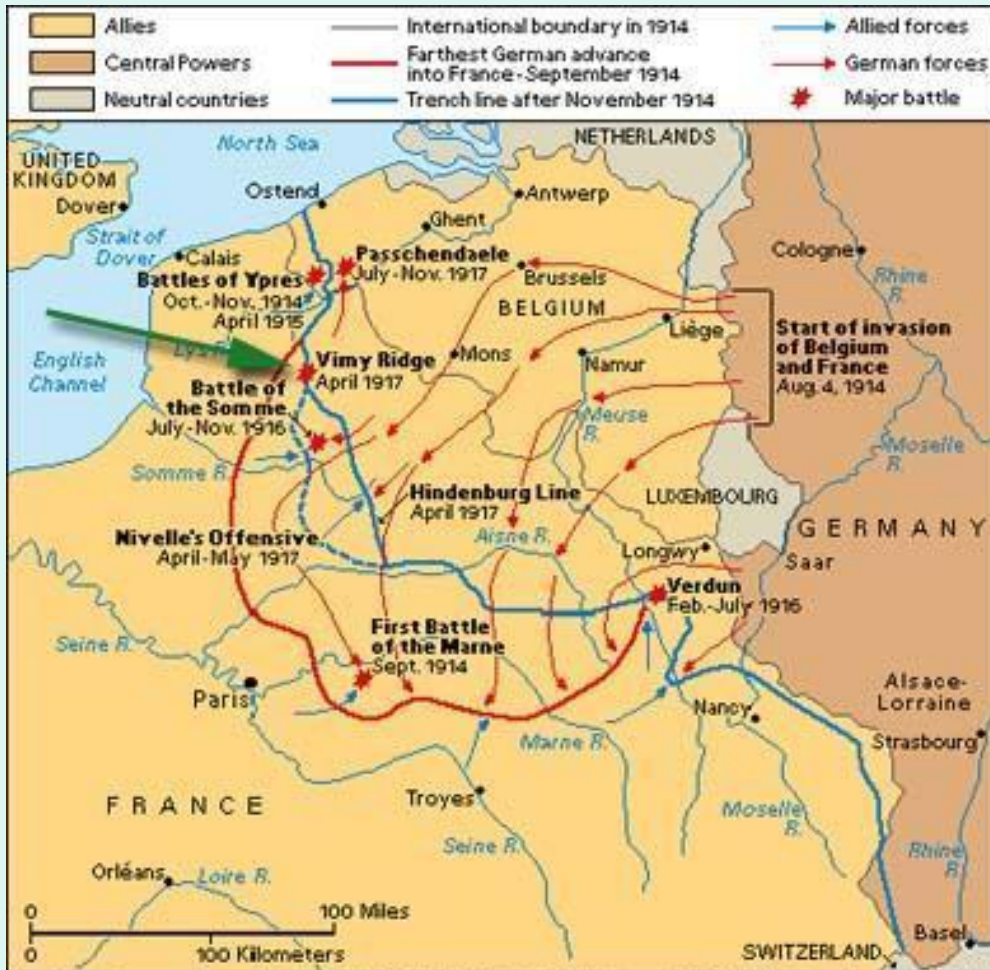 Allies
International boundary in 1914
Allied forces
Central Powers
Farthest German advance
into France-September 1914
German forces
Neutral countries
Trench line after November 1914
Major battle
North Sea
NETHERLANDS
UNITED
KINGDOM
Dover
Ostend
Antwerp
Ghent
Strait of
Dover
Calais
Cologne
Rhine
R.
Battles of Ypres
Oct.-Nov. 1914
April 1915
Passchendaele
July-Nov. 1917
Brussels
BELGIUM
Liège
Start of invasion
of Belgium
and France
Aug. 4, 1914
English
Channel
Vimy Ridge
April 1917
Mons
Namur
Battle of
the Somme
July-Nov. 1916
Meuse
R.
Moselle
R.
Somme R.
LUXEMBOURG
Hindenburg Line
April 1917
GERMANY
Nivelle's Offensive
April-May 1917
Aisne R.
Longwy
Saar
Verdun
Feb.-July 1916
Seine R.
First Battle
of the Marne
Sept. 1914
Paris
Nancy
Alsace-
Lorraine
Strasbourg
Marne R.
Troyes
Moselle
R.
FRANCE
Seine R.
Rhine
R.
Orléans
Loire R.
0 100 Miles
0 100 Kilometers
Basel
SWITZERLAND